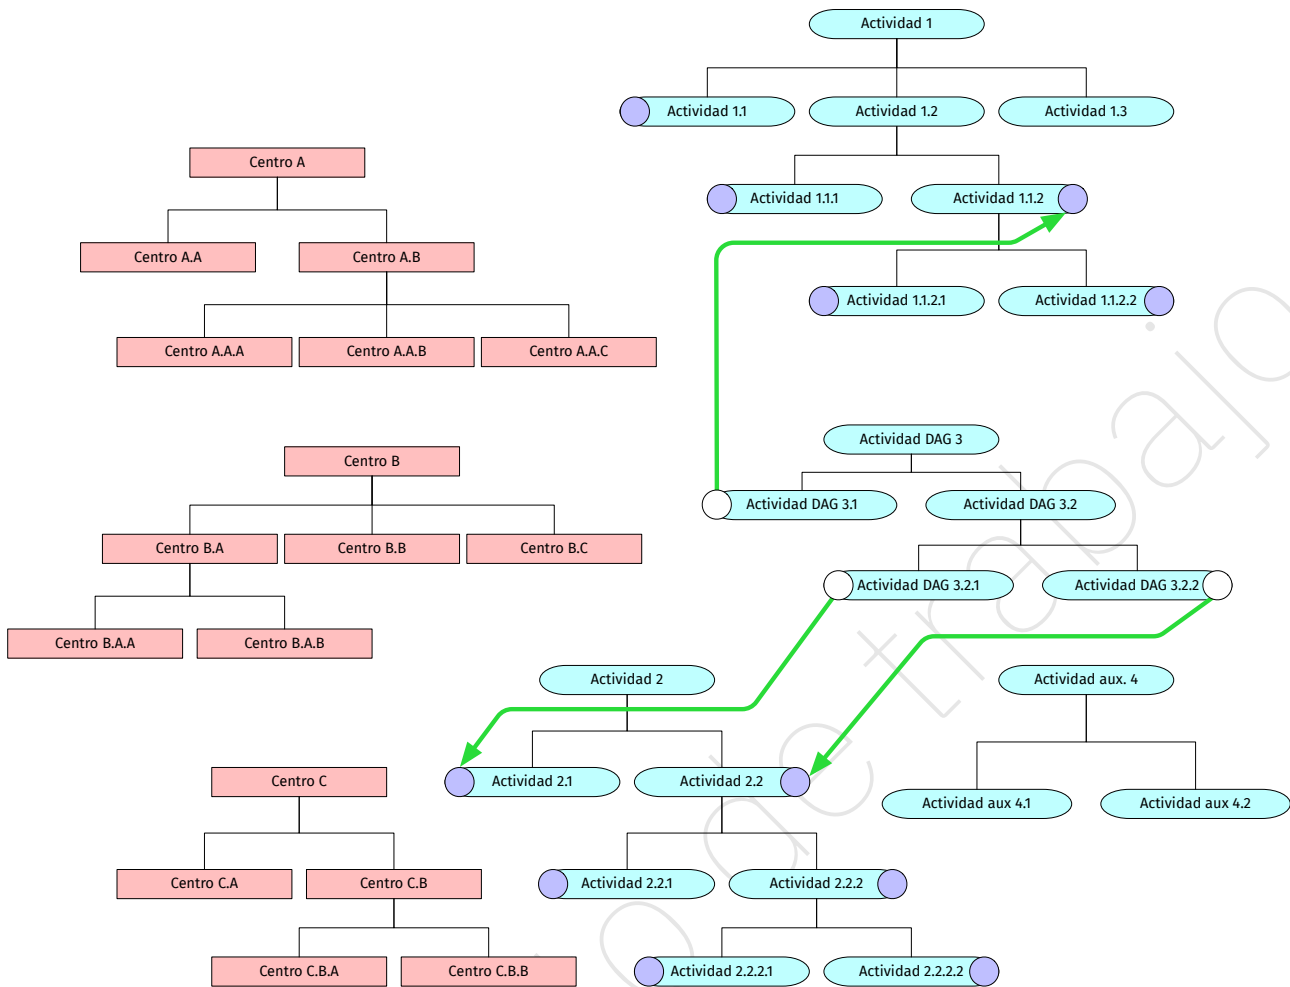 Actividad 1
Actividad 1.1
Actividad 1.2
Actividad 1.3
Centro A
Actividad 1.1.1
Actividad 1.1.2
Centro A.A
Centro A.B
Actividad 1.1.2.1
Actividad 1.1.2.2
Centro A.A.A
Centro A.A.B
Centro A.A.C
Actividad DAG 3
Centro B
Actividad DAG 3.1
Actividad DAG 3.2
Centro B.A
Centro B.B
Centro B.C
Actividad DAG 3.2.1
Actividad DAG 3.2.2
Centro B.A.A
Centro B.A.B
Actividad 2
Actividad aux. 4
Centro C
Actividad 2.1
Actividad 2.2
Actividad aux 4.1
Actividad aux 4.2
Centro C.A
Centro C.B
Actividad 2.2.1
Actividad 2.2.2
Centro C.B.A
Centro C.B.B
Actividad 2.2.2.1
Actividad 2.2.2.2
de trabajo